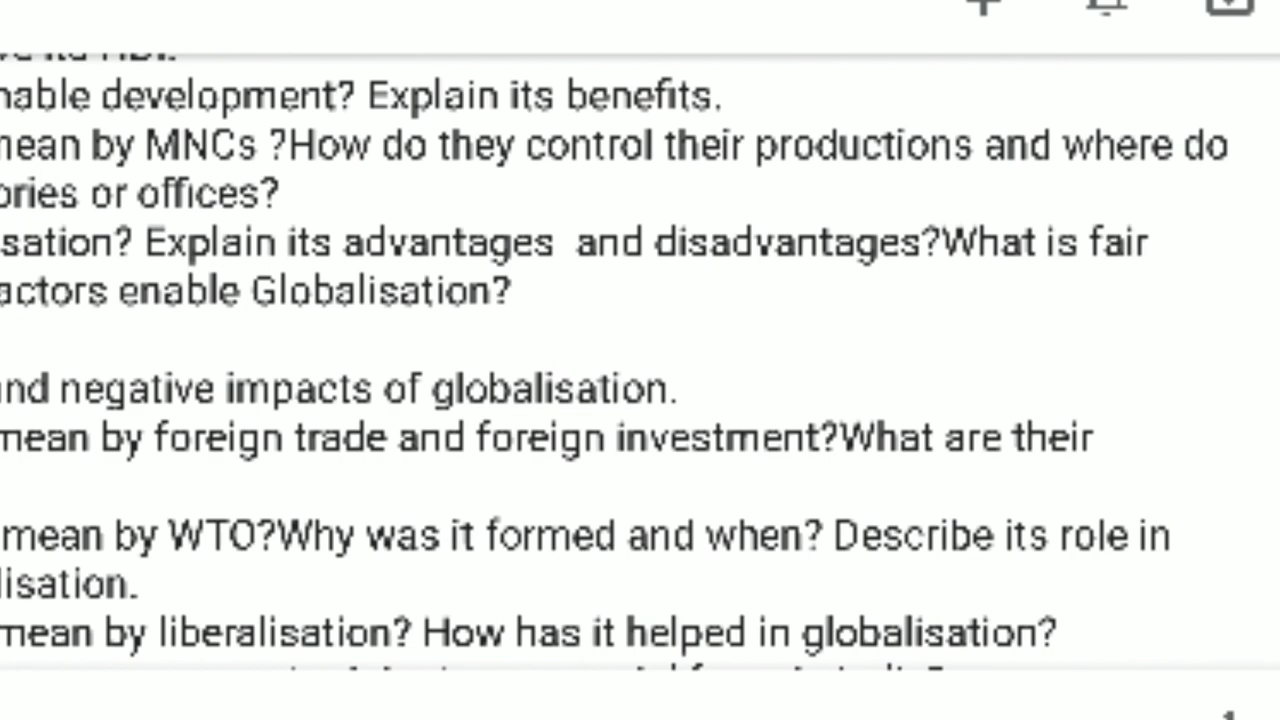 nable development? Explain its benefits.
mean by MNCs ?How do they control their productions and where do
ories or offices?
sation? Explain its advantages  and disadvantages?What is fair
actors enable Globalisation?
and negative impacts of globalisation.
mean by foreign trade and foreign investment?What are their
mean by WTO?Why was it formed and when? Describe its role in
lisation.
mean by liberalisation? How has it helped in globalisation?